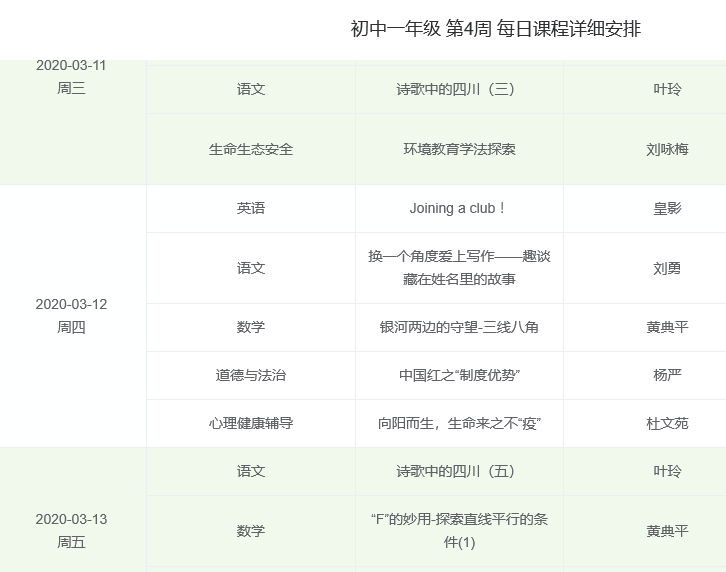 初中一年级 第4周 每日课程详细安排
2020-03-11
周三
语文
诗歌中的四川（三）
叶玲
生命生态安全
环境教育学法探索
刘咏梅
2020-03-12
周四
英语
Joining a club！
皇影
语文
换一个角度爱上写作——趣谈
藏在姓名里的故事
刘勇
数学
银河两边的守望-三线八角
黄典平
道德与法治
中国红之“制度优势”
杨严
心理健康辅导
向阳而生，生命来之不“疫”
杜文苑
2020-03-13
周五
语文
诗歌中的四川（五）
叶玲
数学
“F”的妙用-探索直线平行的条
件(1)
黄典平